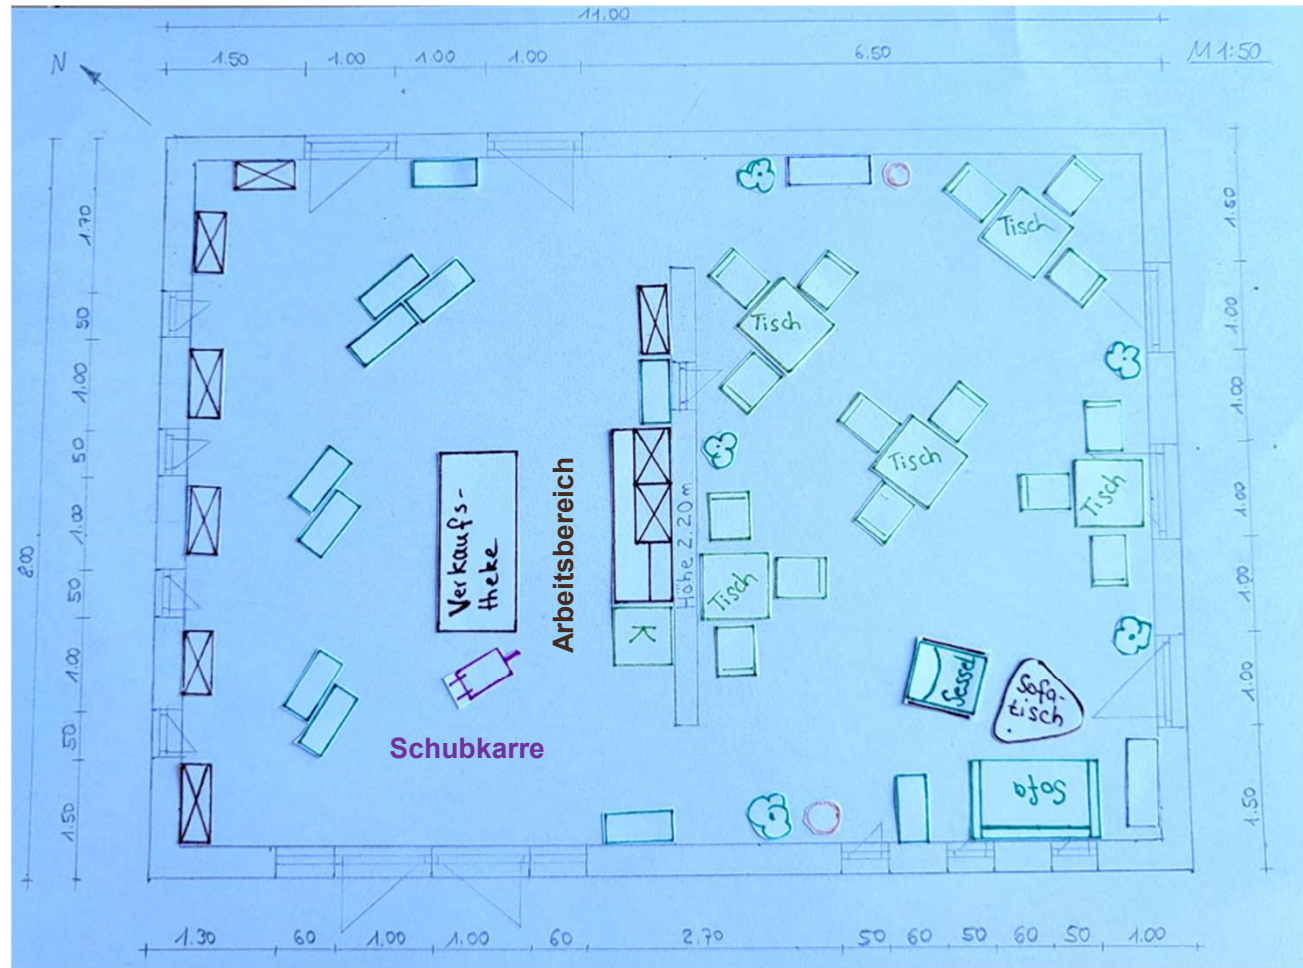 11.00
1.50 1.00 1.00 1.00 6.50
M 1:50
N
8.00
1.70
50
1.00
50
1.00
50
1.00
50
1.50
1.50
1.00
1.00
1.00
1.00
1.00
1.50
Tisch
Tisch
Tisch
Tisch
Tisch
Verkaufs-
theke
Arbeitsbereich
Höhe 2.20m
K
Schubkarre
Sessel
Sofa-
tisch
Sofa
1.30 60 1.00 1.00 60 2.70 50 60 50 60 50 1.00